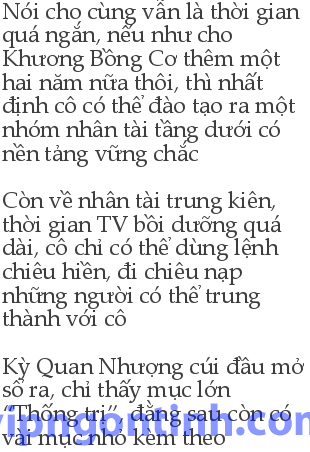 Nói cho cùng vẫn là thời gian
quá ngắn, nếu như cho
Khương Bồng Cơ thêm một
hai năm nữa thôi, thì nhất
định cô có thể đào tạo ra một
nhóm nhân tài tầng dưới có
nền tảng vững chắc
Còn về nhân tài trung kiên,
thời gian TV bồi dưỡng quá
dài, cô chỉ có thể dùng lệnh
chiêu hiền, đi chiêu nạp
những người có thể trung
thành với cô
Kỳ Quan Nhượng cúi đầu mở
sổ ra, chỉ thấy mục lớn
“Thống trị”, đằng sau còn có
vài mục nhỏ kèm theo
vipngontinh.com